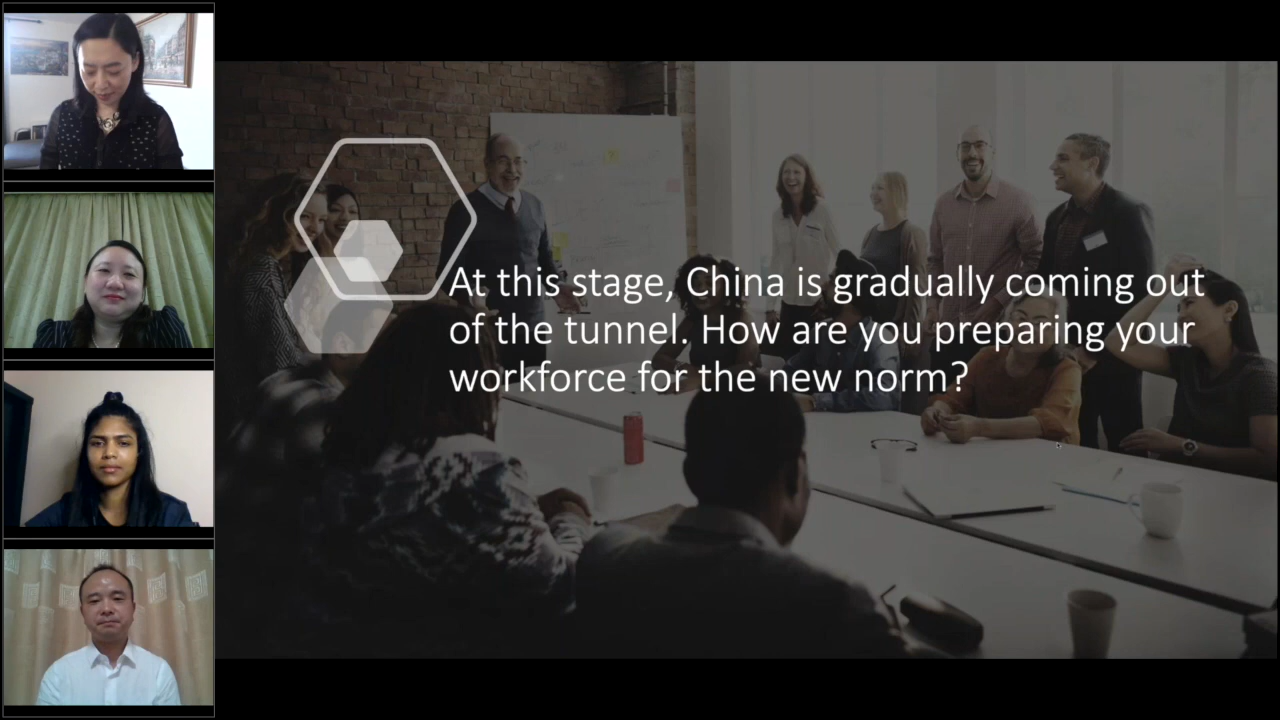 At this stage, China is gradually coming out
of the tunnel. How are you preparing your
workforce for the new norm?